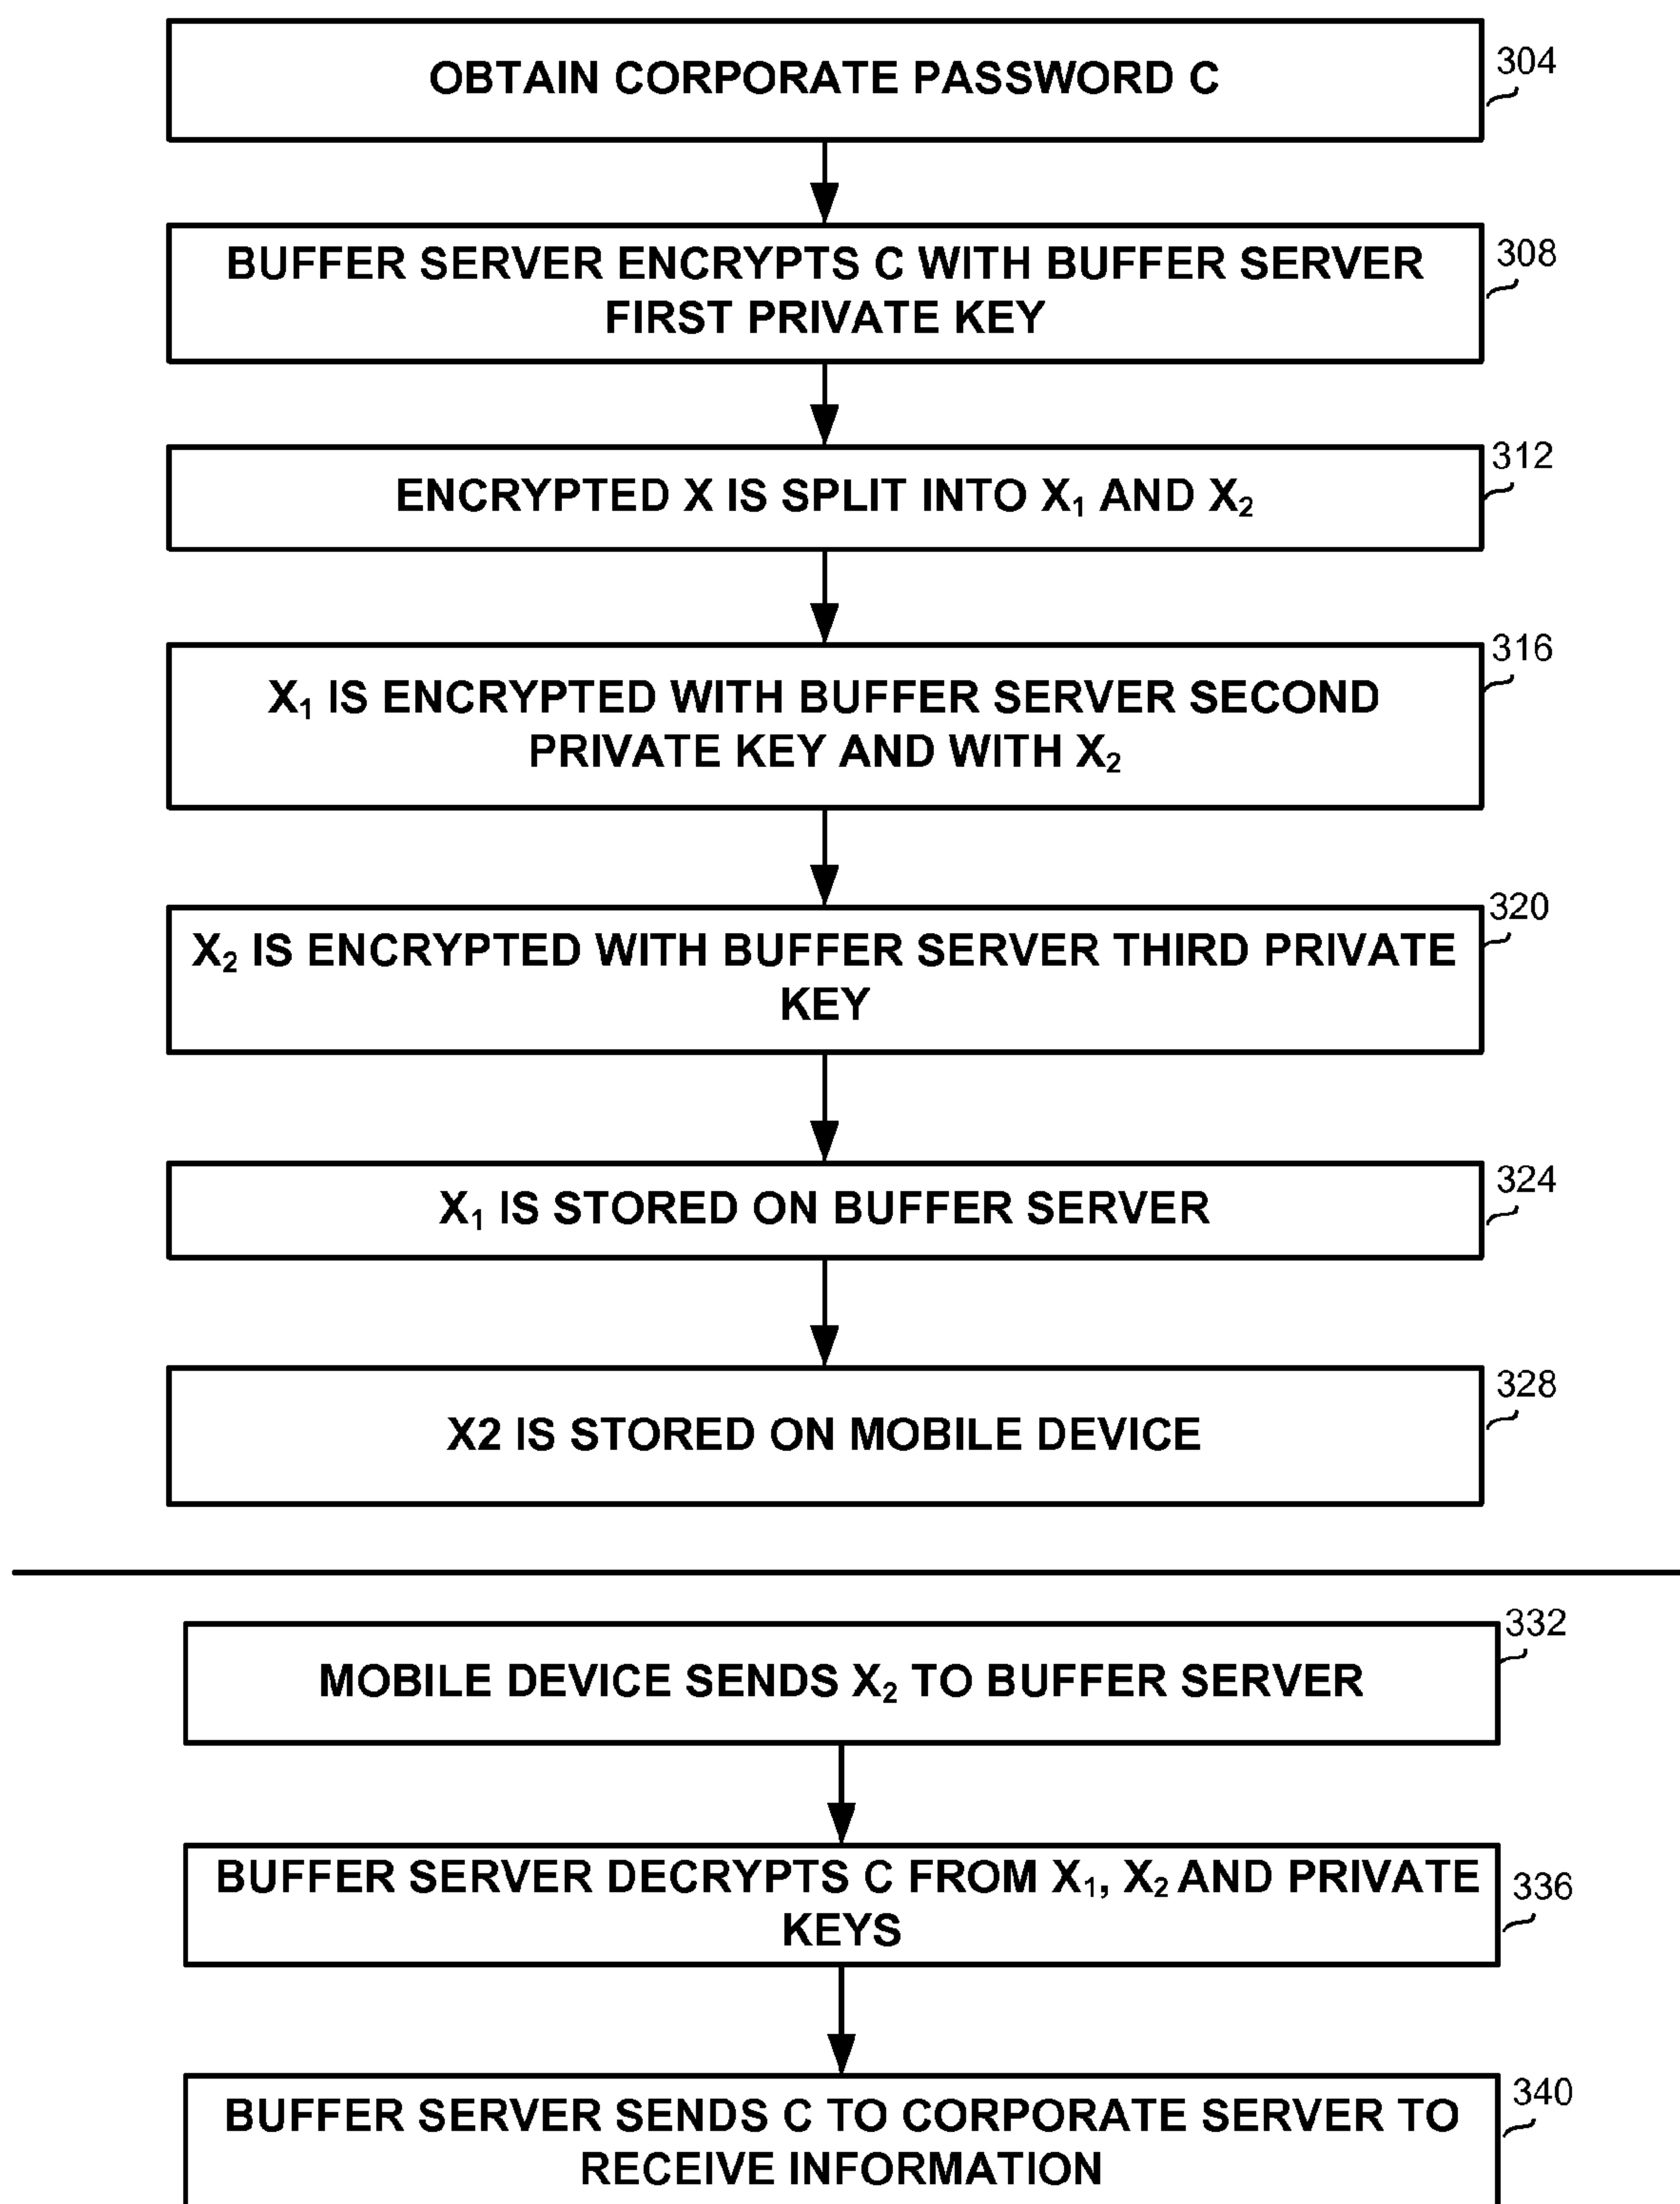 OBTAIN CORPORATE PASSWORD C
304
BUFFER SERVER ENCRYPTS C WITH BUFFER SERVER
FIRST PRIVATE KEY
308
ENCRYPTED X IS SPLIT INTO X₁ AND X₂
312
X₁ IS ENCRYPTED WITH BUFFER SERVER SECOND
PRIVATE KEY AND WITH X₂
316
X₂ IS ENCRYPTED WITH BUFFER SERVER THIRD PRIVATE
KEY
320
X₁ IS STORED ON BUFFER SERVER
324
X2 IS STORED ON MOBILE DEVICE
328
MOBILE DEVICE SENDS X₂ TO BUFFER SERVER
332
BUFFER SERVER DECRYPTS C FROM X₁, X₂ AND PRIVATE
KEYS
336
BUFFER SERVER SENDS C TO CORPORATE SERVER TO
RECEIVE INFORMATION
340